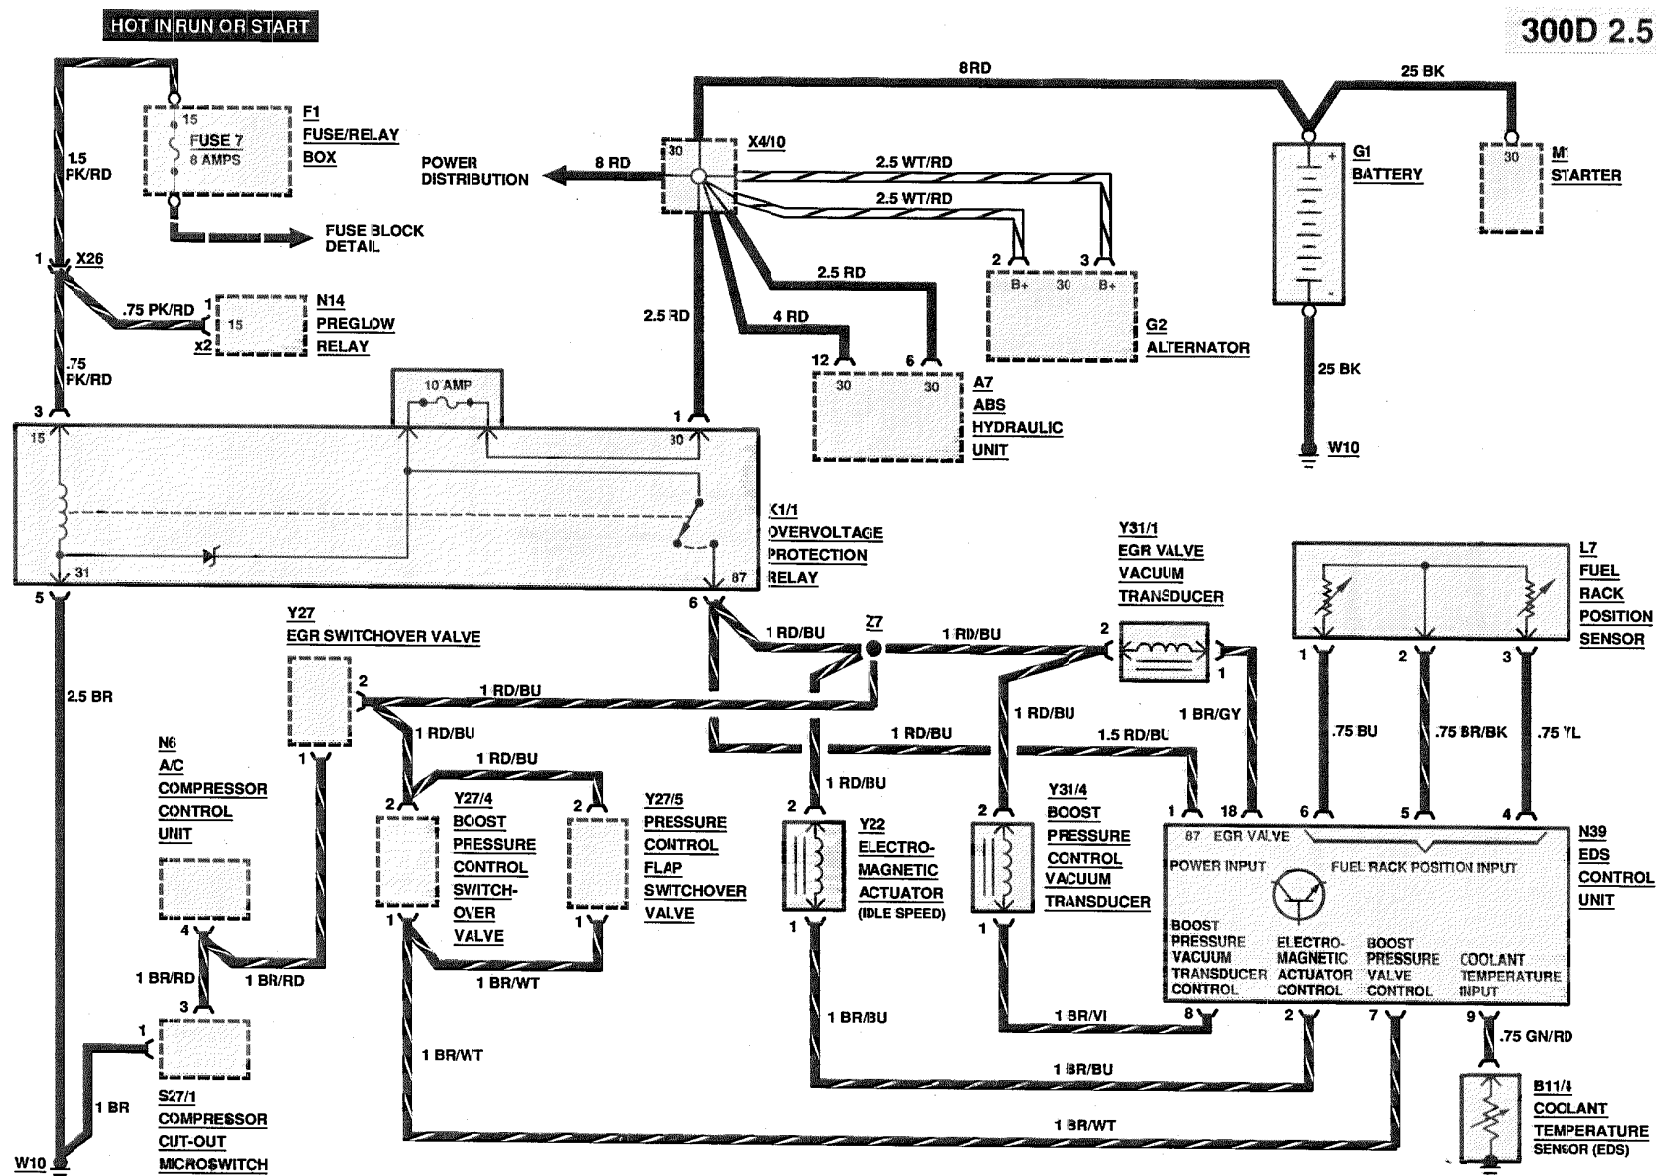 HOT IN RUN OR START
300D 2.5
8RD
25 BK
15
FUSE 7
8 AMPS
F1
FUSE/RELAY
BOX
1.5
PK/RD
POWER
DISTRIBUTION
8 RD
30
X4/10
2.5 WT/RD
2.5 WT/RD
G1
BATTERY
+
-
30
M1
STARTER
FUSE BLOCK
DETAIL
1
X26
.75 PK/RD
1
x2
15
N14
PREGLOW
RELAY
2
3
B+
30
B+
G2
ALTERNATOR
2.5 RD
4 RD
2.5 RD
12
6
30
30
A7
ABS
HYDRAULIC
UNIT
25 BK
W10
.75
PK/RD
3
10 AMP
1
15
30
31
87
K1/1
OVERVOLTAGE
PROTECTION
RELAY
5
6
Y31/1
EGR VALVE
VACUUM
TRANSDUCER
L7
FUEL
RACK
POSITION
SENSOR
Y27
EGR SWITCHOVER VALVE
1 RD/BU
Z7
1 RD/BU
2
1
1
2
3
2.5 BR
2
1 RD/BU
1 RD/BU
1 RD/BU
1 BR/GY
.75 BU
.75 BR/BK
.75 YL
1 RD/BU
1.5 RD/BU
N6
A/C
COMPRESSOR
CONTROL
UNIT
1
1 RD/BU
1 RD/BU
2
Y27/4
BOOST
PRESSURE
CONTROL
SWITCH-
OVER
VALVE
2
Y27/5
PRESSURE
CONTROL
FLAP
SWITCHOVER
VALVE
2
Y22
ELECTRO-
MAGNETIC
ACTUATOR
(IDLE SPEED)
2
Y31/4
BOOST
PRESSURE
CONTROL
VACUUM
TRANSDUCER
1
18
6
5
4
87 EGR VALVE
POWER INPUT
FUEL RACK POSITION INPUT
N39
EDS
CONTROL
UNIT
BOOST
PRESSURE
VACUUM
TRANSDUCER
CONTROL
ELECTRO-
MAGNETIC
ACTUATOR
CONTROL
BOOST
PRESSURE
VALVE
CONTROL
COOLANT
TEMPERATURE
INPUT
1
1
1
1
4
1 BR/RD
1 BR/RD
1 BR/WT
3
1
1 BR/BU
1 BR/VI
8
2
7
9
.75 GN/RD
1 BR/WT
1 BR/BU
1 BR
S27/1
COMPRESSOR
CUT-OUT
MICROSWITCH
1 BR/WT
B11/4
COOLANT
TEMPERATURE
SENSOR (EDS)
W10